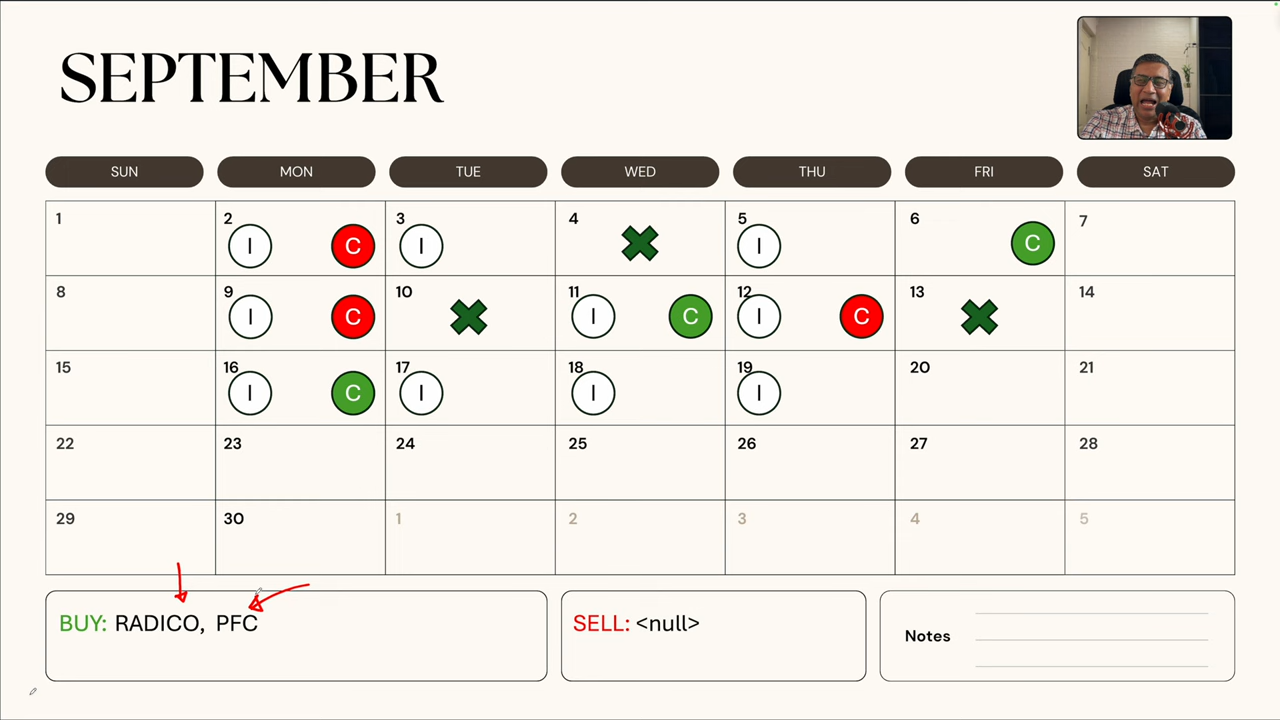 SEPTEMBER
SUN MON TUE WED THU FRI SAT
1 2 3 4 5 6 7
I C I I C
8 9 10 11 12 13 14
I C I C I C
15 16 17 18 19 20 21
I C I I I
22 23 24 25 26 27 28
29 30 1 2 3 4 5
BUY: RADICO, PFC
SELL: <null>
Notes